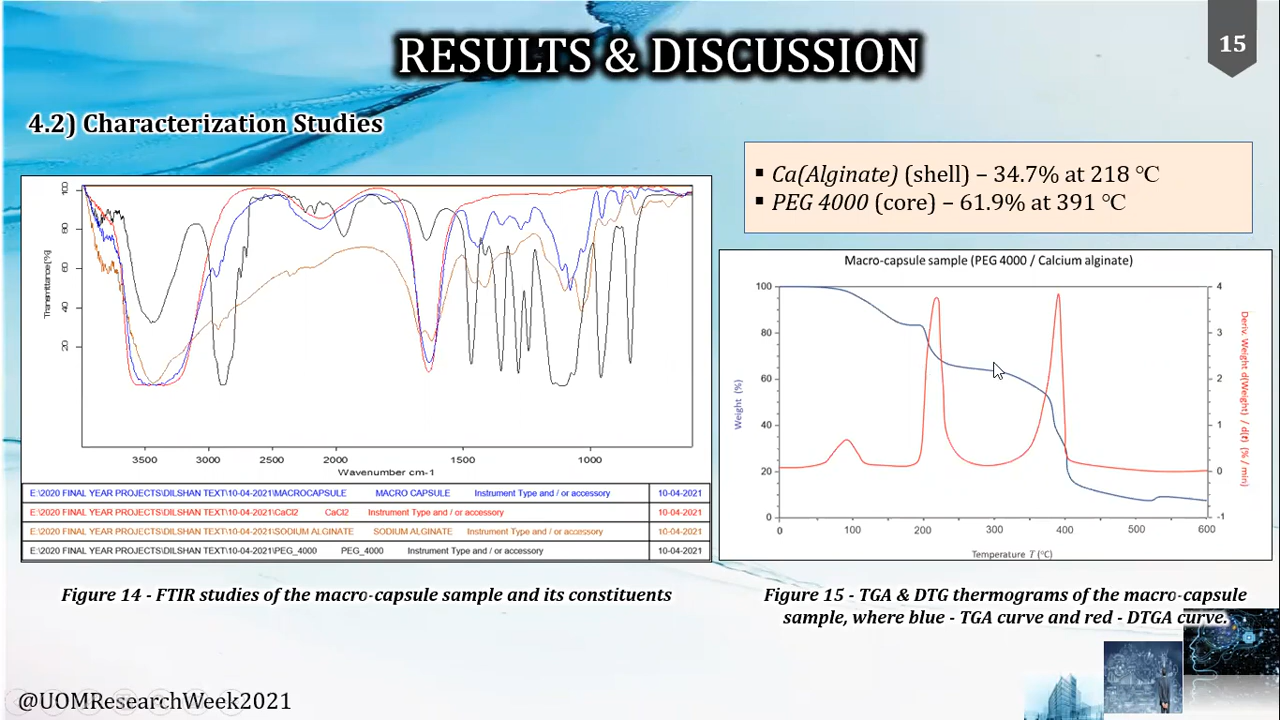 RESULTS & DISCUSSION
15
4.2) Characterization Studies
▪ Ca(Alginate) (shell) – 34.7% at 218 ℃
▪ PEG 4000 (core) – 61.9% at 391 ℃
Transmittance [%]
100
80
60
40
20
3500 3000 2500 2000 1500 1000
Wavenumber cm-1
E:\2020 FINAL YEAR PROJECTS\DILSHAN TEXT\10-04-2021\MACROCAPSULE MACRO CAPSULE Instrument Type and / or accessory 10-04-2021
E:\2020 FINAL YEAR PROJECTS\DILSHAN TEXT\10-04-2021\CaCl2 CaCl2 Instrument Type and / or accessory 10-04-2021
E:\2020 FINAL YEAR PROJECTS\DILSHAN TEXT\10-04-2021\SODIUM ALGINATE SODIUM ALGINATE Instrument Type and / or accessory 10-04-2021
E:\2020 FINAL YEAR PROJECTS\DILSHAN TEXT\10-04-2021\PEG_4000 PEG_4000 Instrument Type and / or accessory 10-04-2021
Figure 14 - FTIR studies of the macro-capsule sample and its constituents
Macro-capsule sample (PEG 4000 / Calcium alginate)
Weight (%)
100
80
60
40
20
0
4
3
2
1
0
-1
Deriv. Weight d(Weight) / d(t) (% / min)
0 100 200 300 400 500 600
Temperature T (°C)
Figure 15 - TGA & DTG thermograms of the macro-capsule
sample, where blue - TGA curve and red - DTGA curve.
@UOMResearchWeek2021